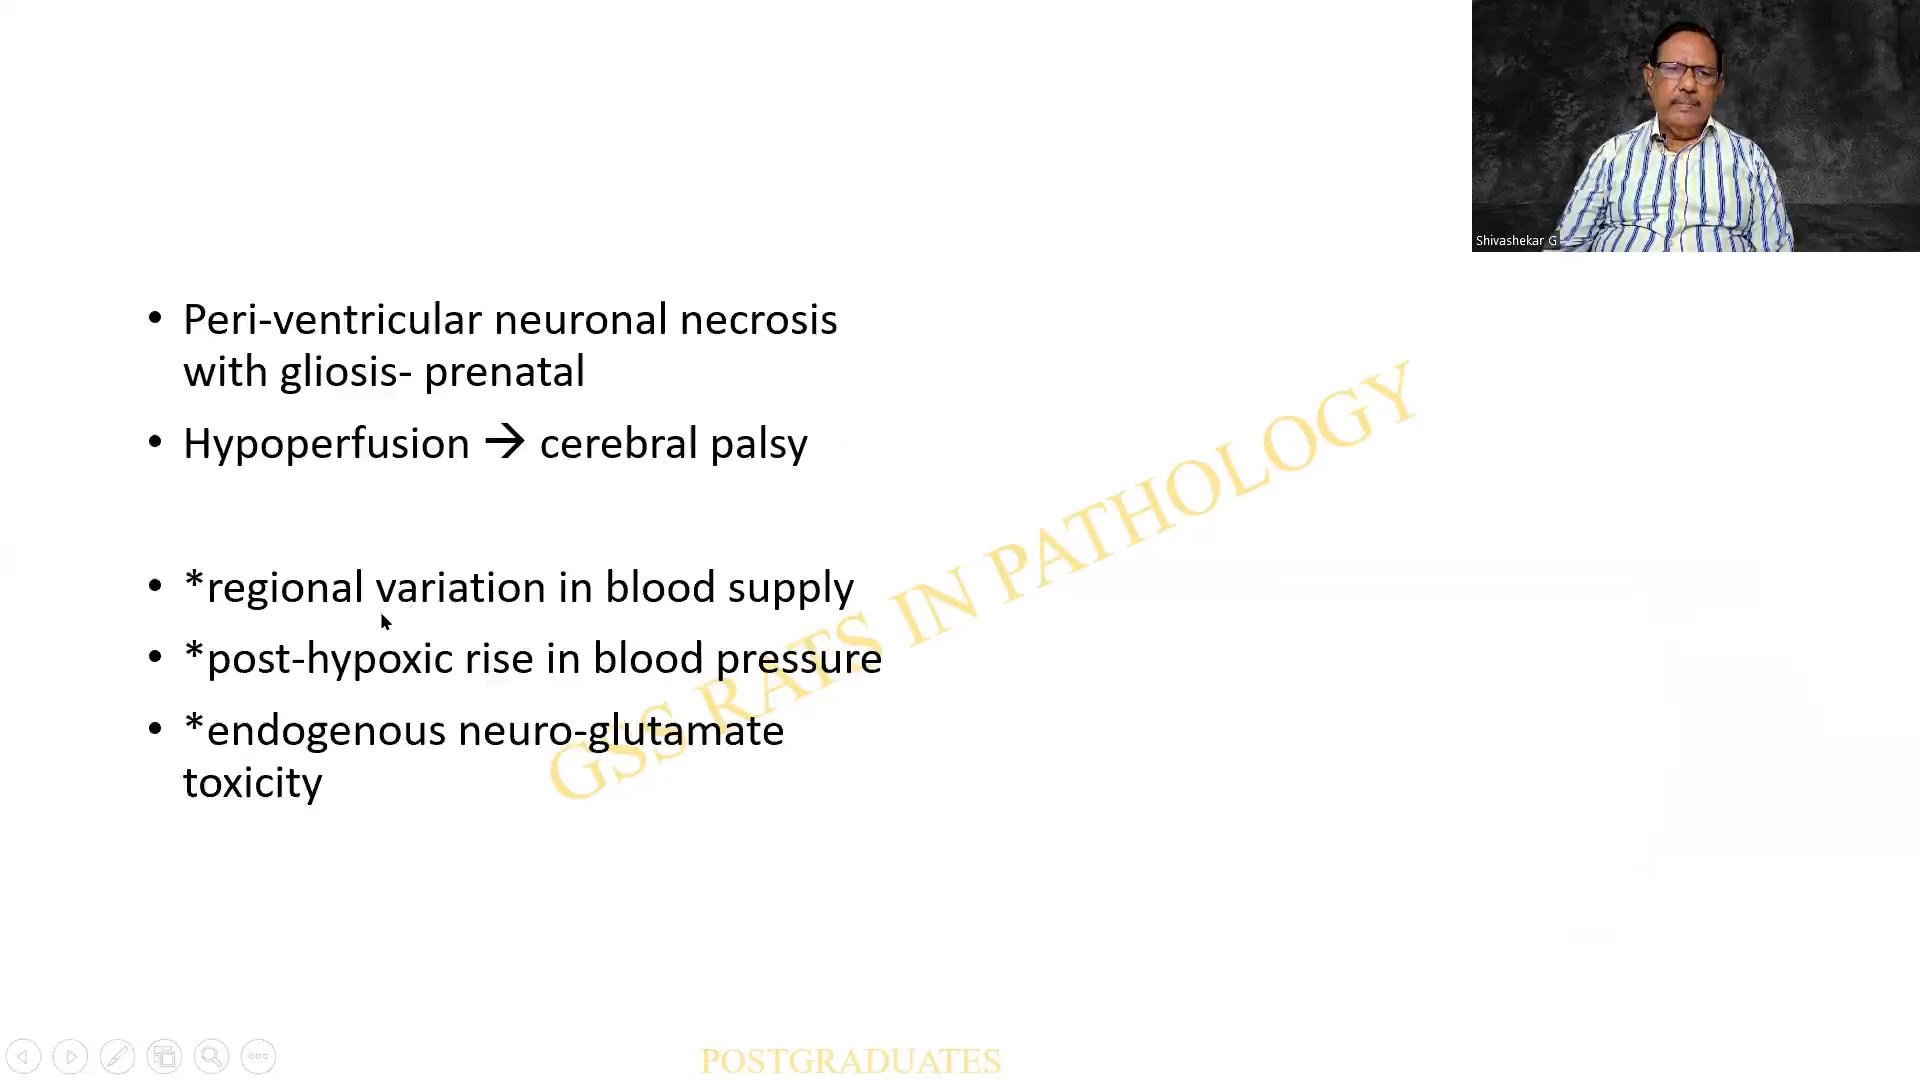 Shivashekar G
• Peri-ventricular neuronal necrosis
with gliosis- prenatal
• Hypoperfusion → cerebral palsy
• *regional variation in blood supply
• *post-hypoxic rise in blood pressure
• *endogenous neuro-glutamate
toxicity
GSS RATS IN PATHOLOGY
POSTGRADUATES